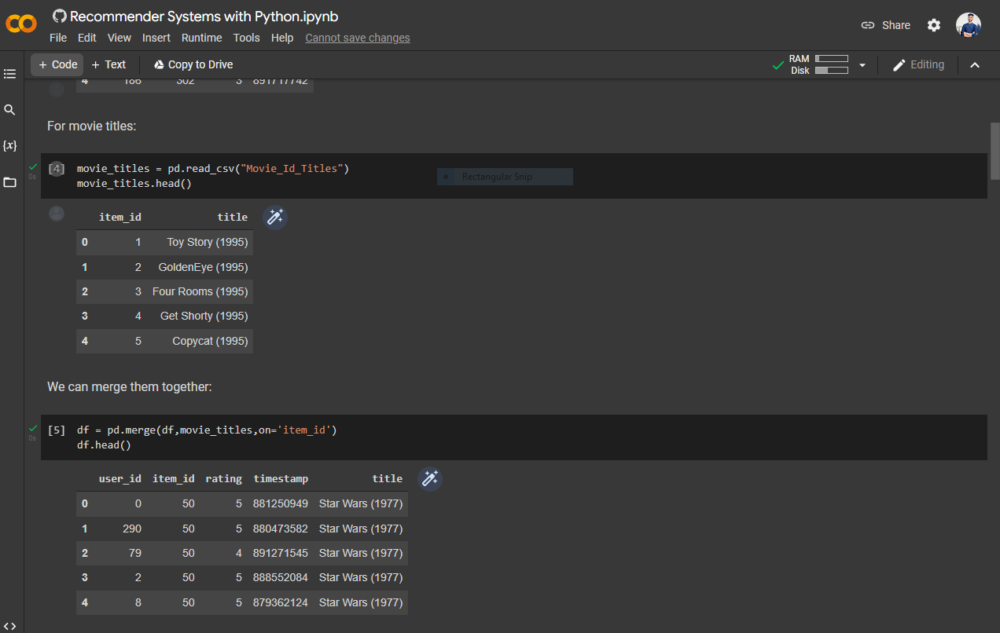 Recommender Systems with Python.ipynb
File Edit View Insert Runtime Tools Help Cannot save changes
Share
+ Code + Text Copy to Drive
RAM
Disk
Editing
4 186 302 3 891717742
For movie titles:
[4] movie_titles = pd.read_csv("Movie_Id_Titles")
movie_titles.head()
0s
Rectangular Snip
item_id title
0 1 Toy Story (1995)
1 2 GoldenEye (1995)
2 3 Four Rooms (1995)
3 4 Get Shorty (1995)
4 5 Copycat (1995)
We can merge them together:
[5] df = pd.merge(df,movie_titles,on='item_id')
df.head()
0s
user_id item_id rating timestamp title
0 0 50 5 881250949 Star Wars (1977)
1 290 50 5 880473582 Star Wars (1977)
2 79 50 4 891271545 Star Wars (1977)
3 2 50 5 888552084 Star Wars (1977)
4 8 50 5 879362124 Star Wars (1977)